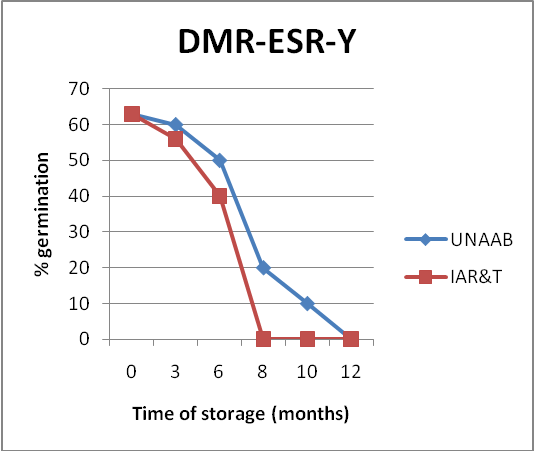 DMR-ESR-Y
70
60
50
40
30
20
10
0
% germination
0 3 6 8 10 12
Time of storage (months)
UNAAB
IAR&T